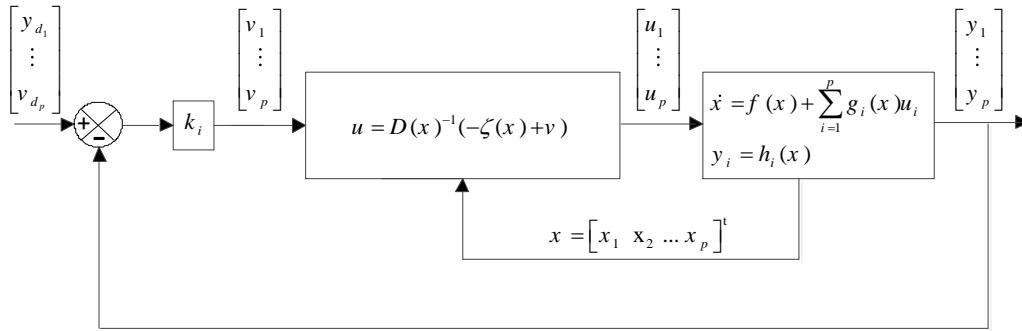 y_{d_1} ⋮ v_{d_p}
v_1 ⋮ v_p
u_1 ⋮ u_p
y_1 ⋮ y_p
+
-
k_i
u = D(x)^{-1}(-ζ(x)+v)
ẋ = f(x) + \sum_{i=1}^{p} g_i(x)u_i
y_i = h_i(x)
x = [x_1 x_2 ... x_p]^t